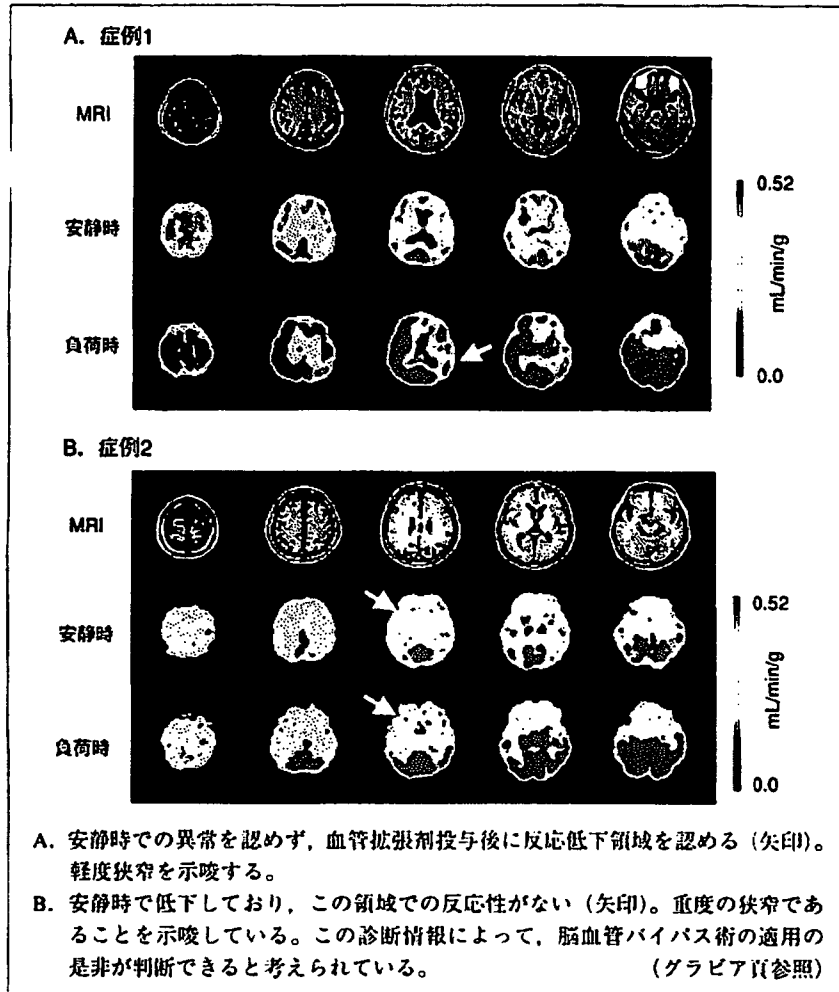 A. 症例1
MRI
安静時
負荷時
0.52
mL/min/g
0.0
B. 症例2
MRI
安静時
負荷時
0.52
mL/min/g
0.0
A. 安静時での異常を認めず，血管拡張剤投与後に反応低下領域を認める（矢印）。
軽度狭窄を示唆する。
B. 安静時で低下しており，この領域での反応性がない（矢印）。重度の狭窄であ
ることを示唆している。この診断情報によって，脳血管バイパス術の適用の
是非が判断できると考えられている。 （グラビア頁参照）